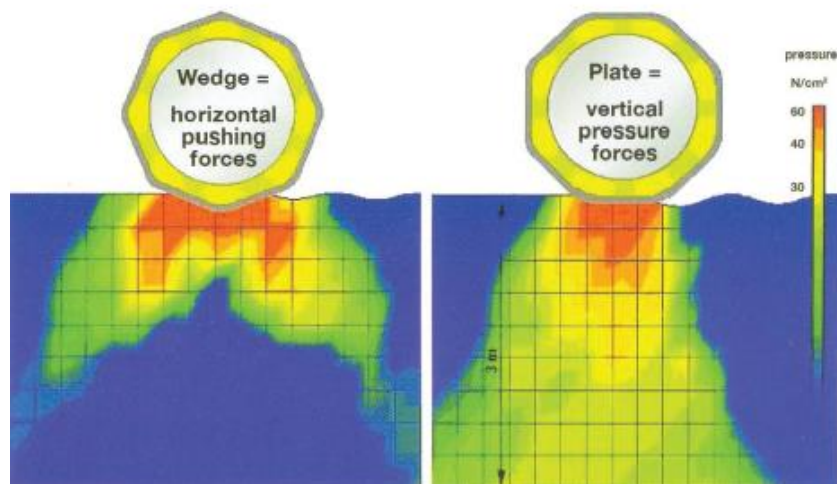 Wedge =
horizontal
pushing
forces
Plate =
vertical
pressure
forces
pressure
N/cm²
60
40
30
3 m